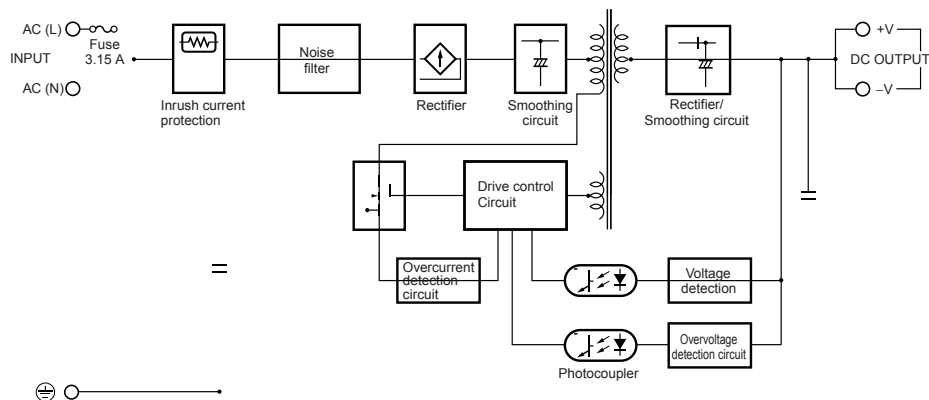 AC (L)
Fuse
3.15 A
INPUT
AC (N)
Inrush current
protection
Noise
filter
Rectifier
Smoothing
circuit
Rectifier/
Smoothing circuit
+V
DC OUTPUT
–V
Drive control
Circuit
Overcurrent
detection
circuit
Voltage
detection
Overvoltage
detection circuit
Photocoupler